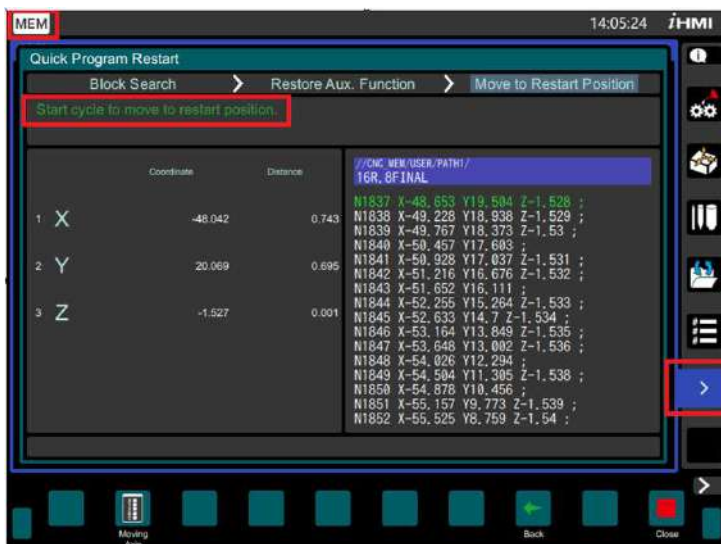 MEM
14:05:24
iHMI
Quick Program Restart
Block Search > Restore Aux. Function > Move to Restart Position
Start cycle to move to restart position.
Coordinate Distance
1 X -48.042 0.743
2 Y 20.069 0.695
3 Z -1.527 0.001
//CNC_MEM/USER/PATH1/
16R.8FINAL
N1837 X-48.653 Y19.504 Z-1.528 ;
N1838 X-49.228 Y18.938 Z-1.529 ;
N1839 X-49.767 Y18.373 Z-1.53 ;
N1840 X-50.457 Y17.603 ;
N1841 X-50.928 Y17.037 Z-1.531 ;
N1842 X-51.216 Y16.676 Z-1.532 ;
N1843 X-51.652 Y16.111 ;
N1844 X-52.255 Y15.264 Z-1.533 ;
N1845 X-52.633 Y14.7 Z-1.534 ;
N1846 X-53.164 Y13.849 Z-1.535 ;
N1847 X-53.648 Y13.002 Z-1.536 ;
N1848 X-54.026 Y12.294 ;
N1849 X-54.504 Y11.305 Z-1.538 ;
N1850 X-54.878 Y10.456 ;
N1851 X-55.157 Y9.773 Z-1.539 ;
N1852 X-55.525 Y8.759 Z-1.54 ;
Moving
Axis
Back
Close